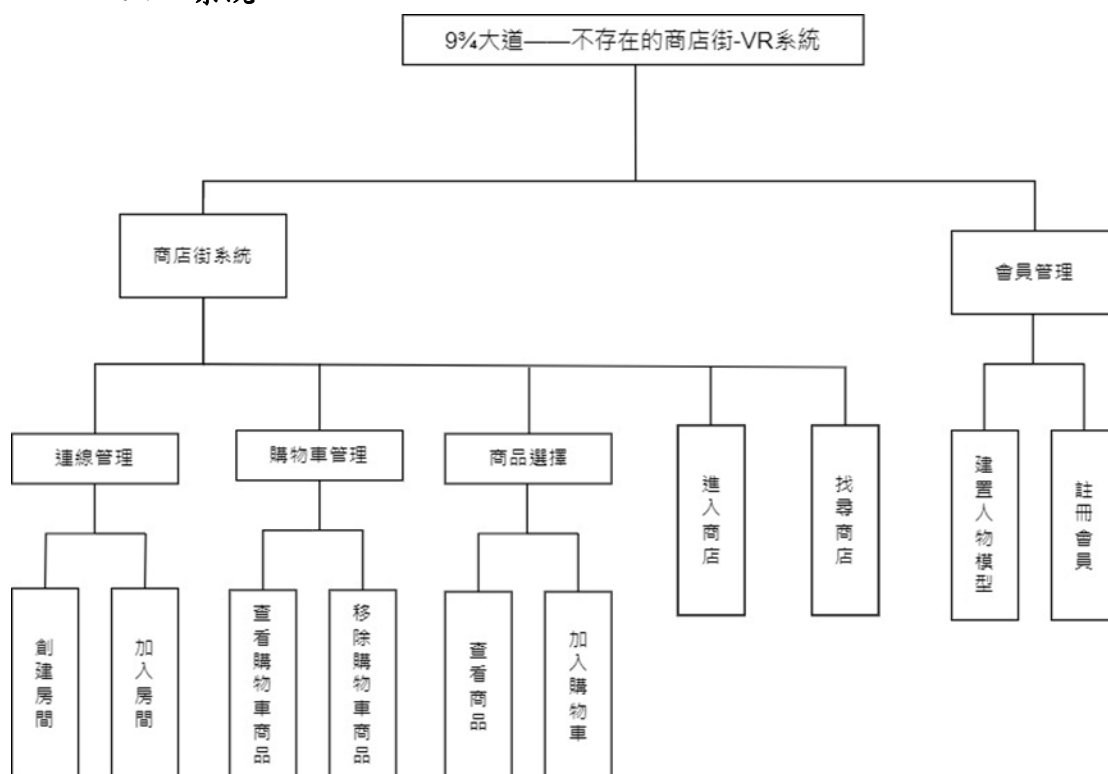 系統
9¾大道——不存在的商店街-VR系統
商店街系統
會員管理
連線管理
購物車管理
商品選擇
進入商店
找尋商店
建置人物模型
註冊會員
創建房間
加入房間
查看購物車商品
移除購物車商品
查看商品
加入購物車